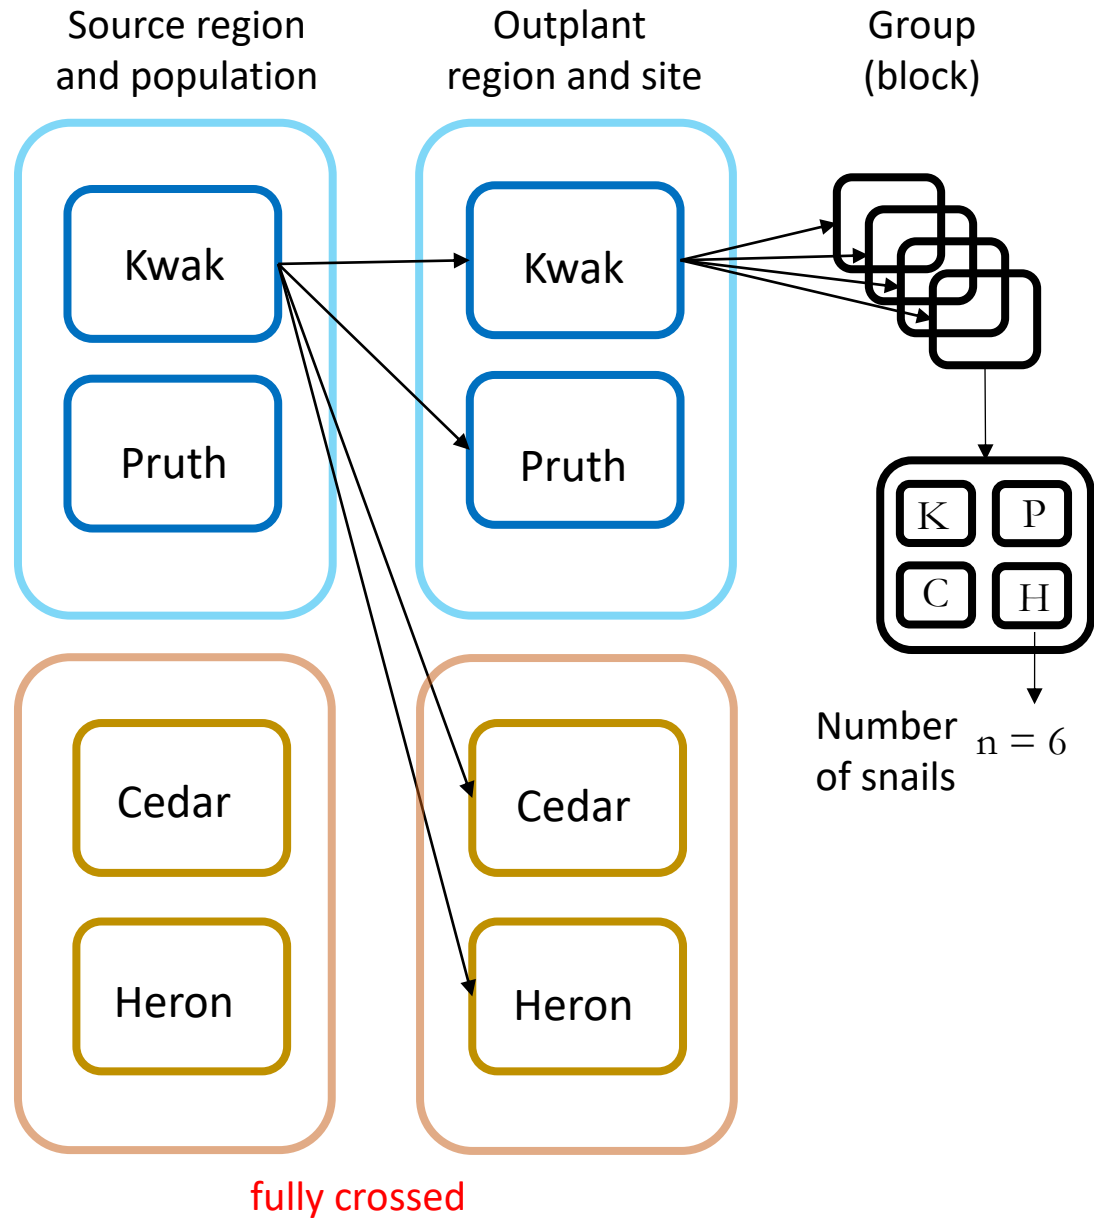 Source region
and population
Outplant
region and site
Group
(block)
Kwak
Pruth
Cedar
Heron
Kwak
Pruth
Cedar
Heron
K
P
C
H
Number
of snails
n = 6
fully crossed